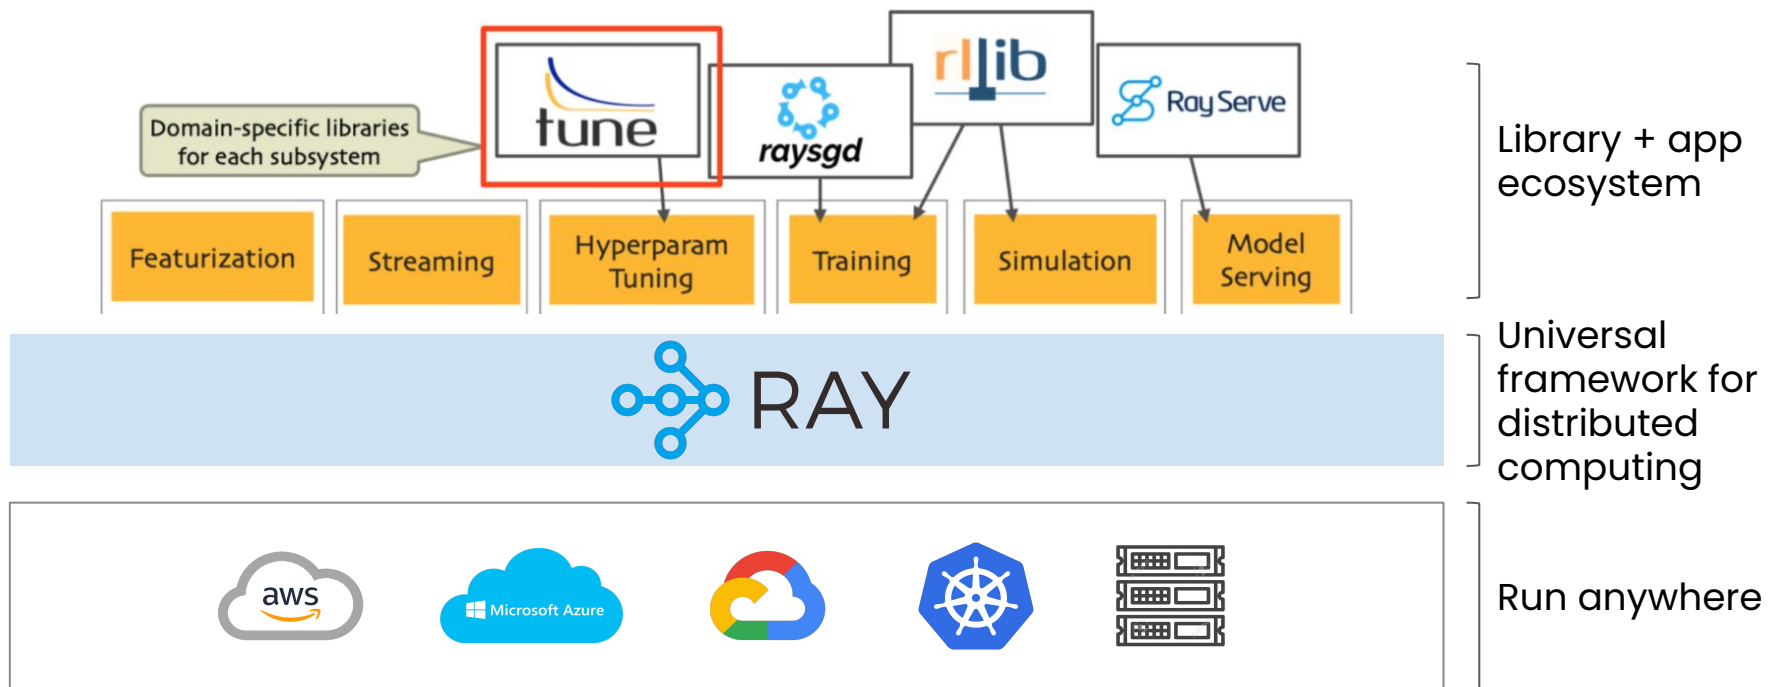 tune
raysgd
rllib
Ray Serve
Domain-specific libraries
for each subsystem
Featurization
Streaming
Hyperparam
Tuning
Training
Simulation
Model
Serving
Library + app
ecosystem
RAY
Universal
framework for
distributed
computing
aws
Microsoft Azure
Run anywhere